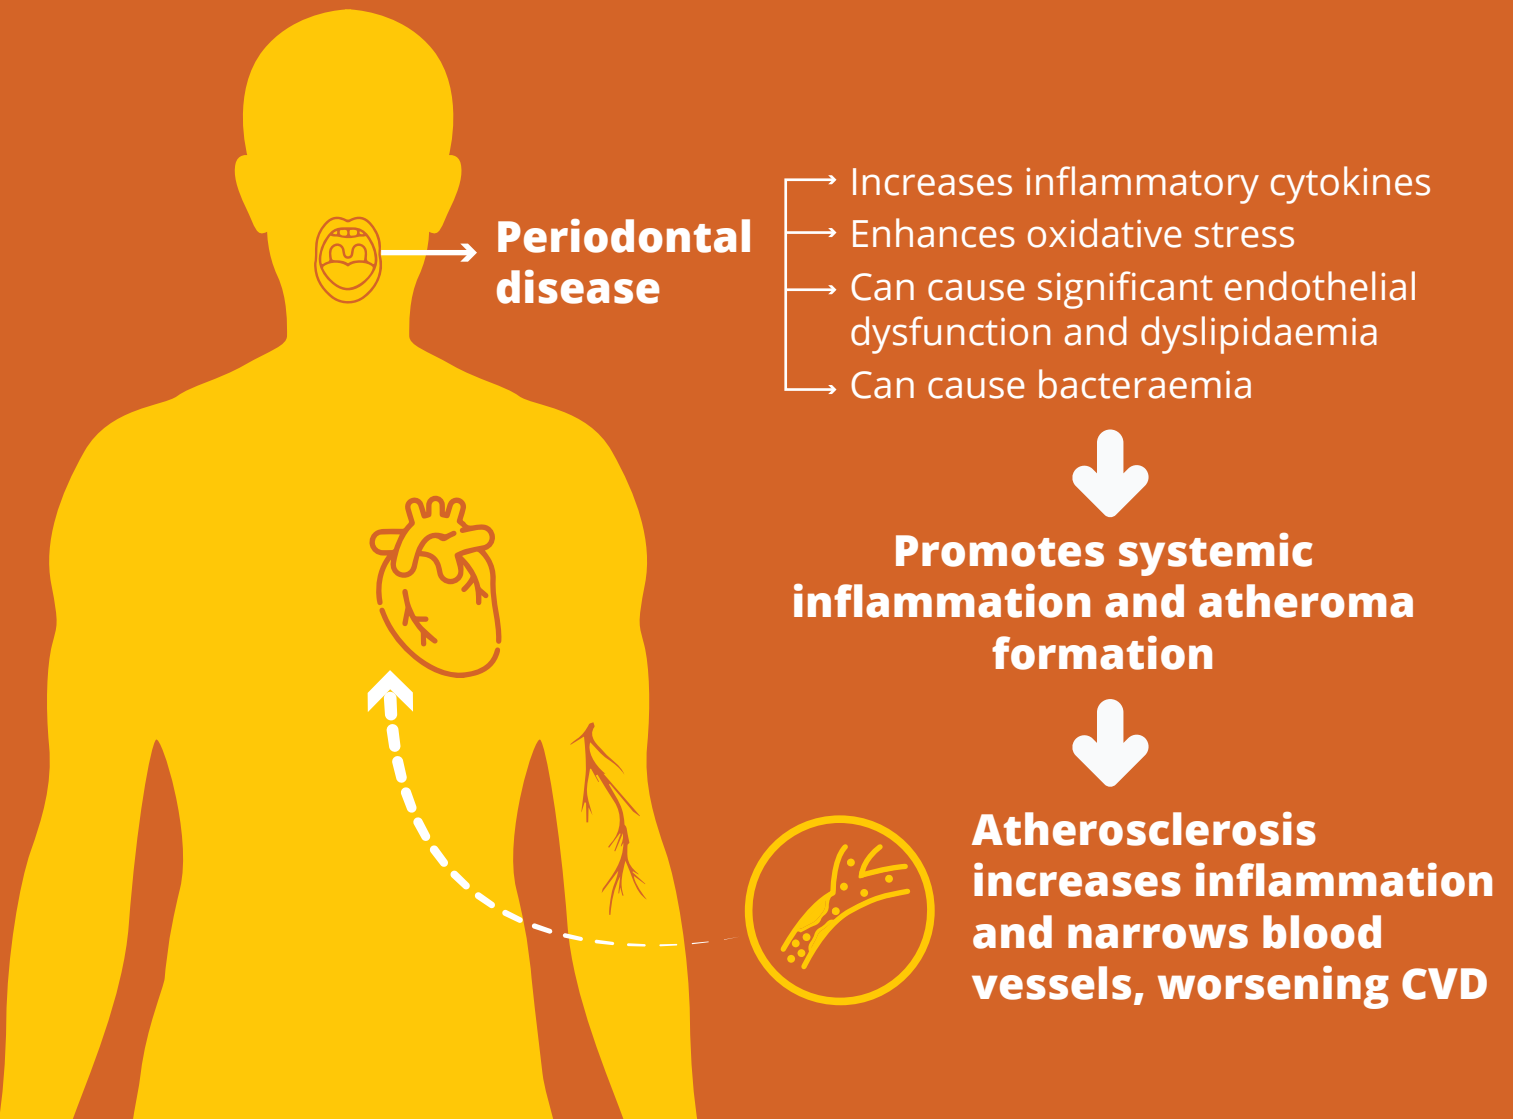 Periodontal
disease
Increases inflammatory cytokines
Enhances oxidative stress
Can cause significant endothelial
dysfunction and dyslipidaemia
Can cause bacteraemia
Promotes systemic
inflammation and atheroma
formation
Atherosclerosis
increases inflammation
and narrows blood
vessels, worsening CVD